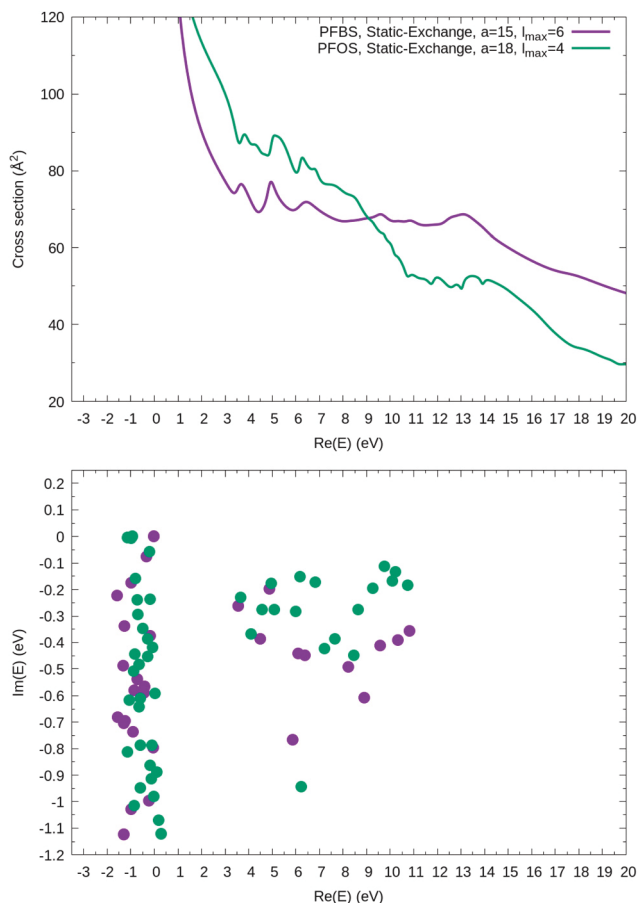 PFBS, Static-Exchange, a=15, lmax=6
PFOS, Static-Exchange, a=18, lmax=4
120
100
80
60
40
20
Cross section (Å²)
-3 -2 -1 0 1 2 3 4 5 6 7 8 9 10 11 12 13 14 15 16 17 18 19 20
Re(E) (eV)
0.2
0.1
0
-0.1
-0.2
-0.3
-0.4
-0.5
-0.6
-0.7
-0.8
-0.9
-1
-1.1
-1.2
Im(E) (eV)
-3 -2 -1 0 1 2 3 4 5 6 7 8 9 10 11 12 13 14 15 16 17 18 19 20
Re(E) (eV)